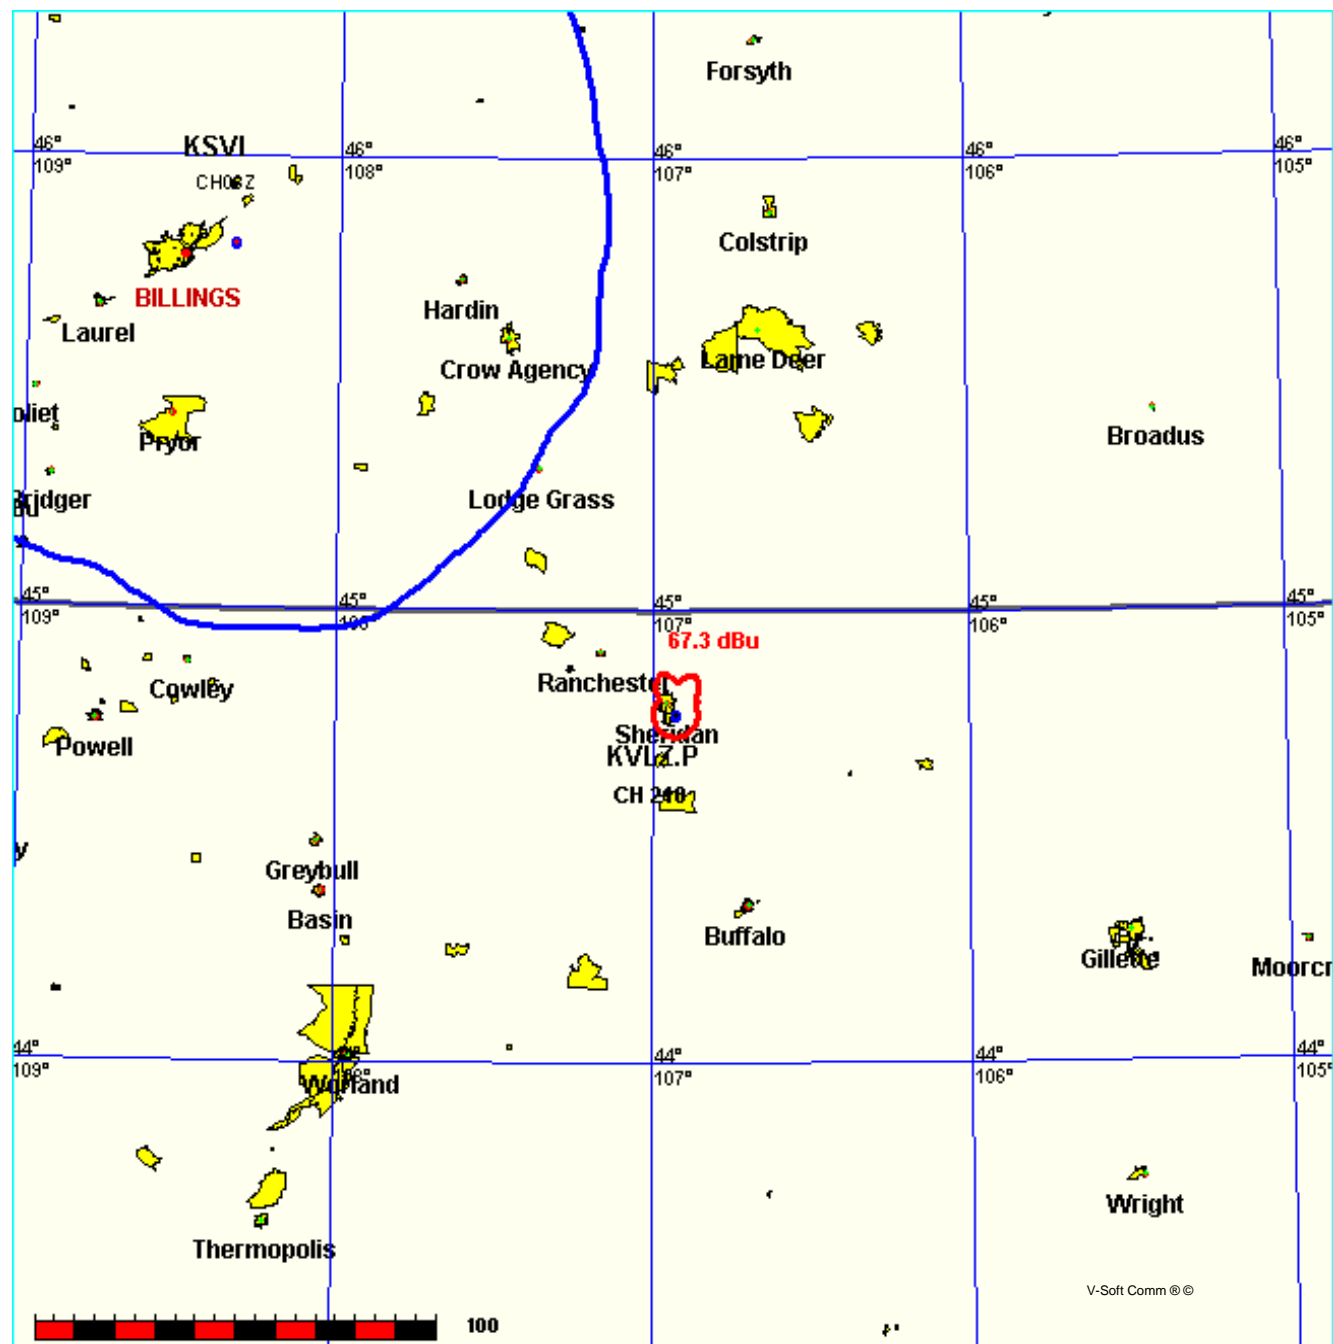 Forsyth
KSVI
46°
109°
46°
108°
46°
107°
46°
106°
46°
105°
Colstrip
BILLINGS
Hardin
Laurel
Crow Agency
Lame Deer
oliet
Pryor
Broadus
Bridger
Lodge Grass
45°
109°
45°
45°
107°
45°
106°
45°
105°
67.3 dBu
Ranchester
Cowley
Sheridan
Powell
KVLZ.P
CH
y
Greybull
Basin
Buffalo
Gillette
Moorcr
44°
109°
44°
107°
44°
106°
44°
105°
Worland
Wright
Thermopolis
V-Soft Comm ® ©
100